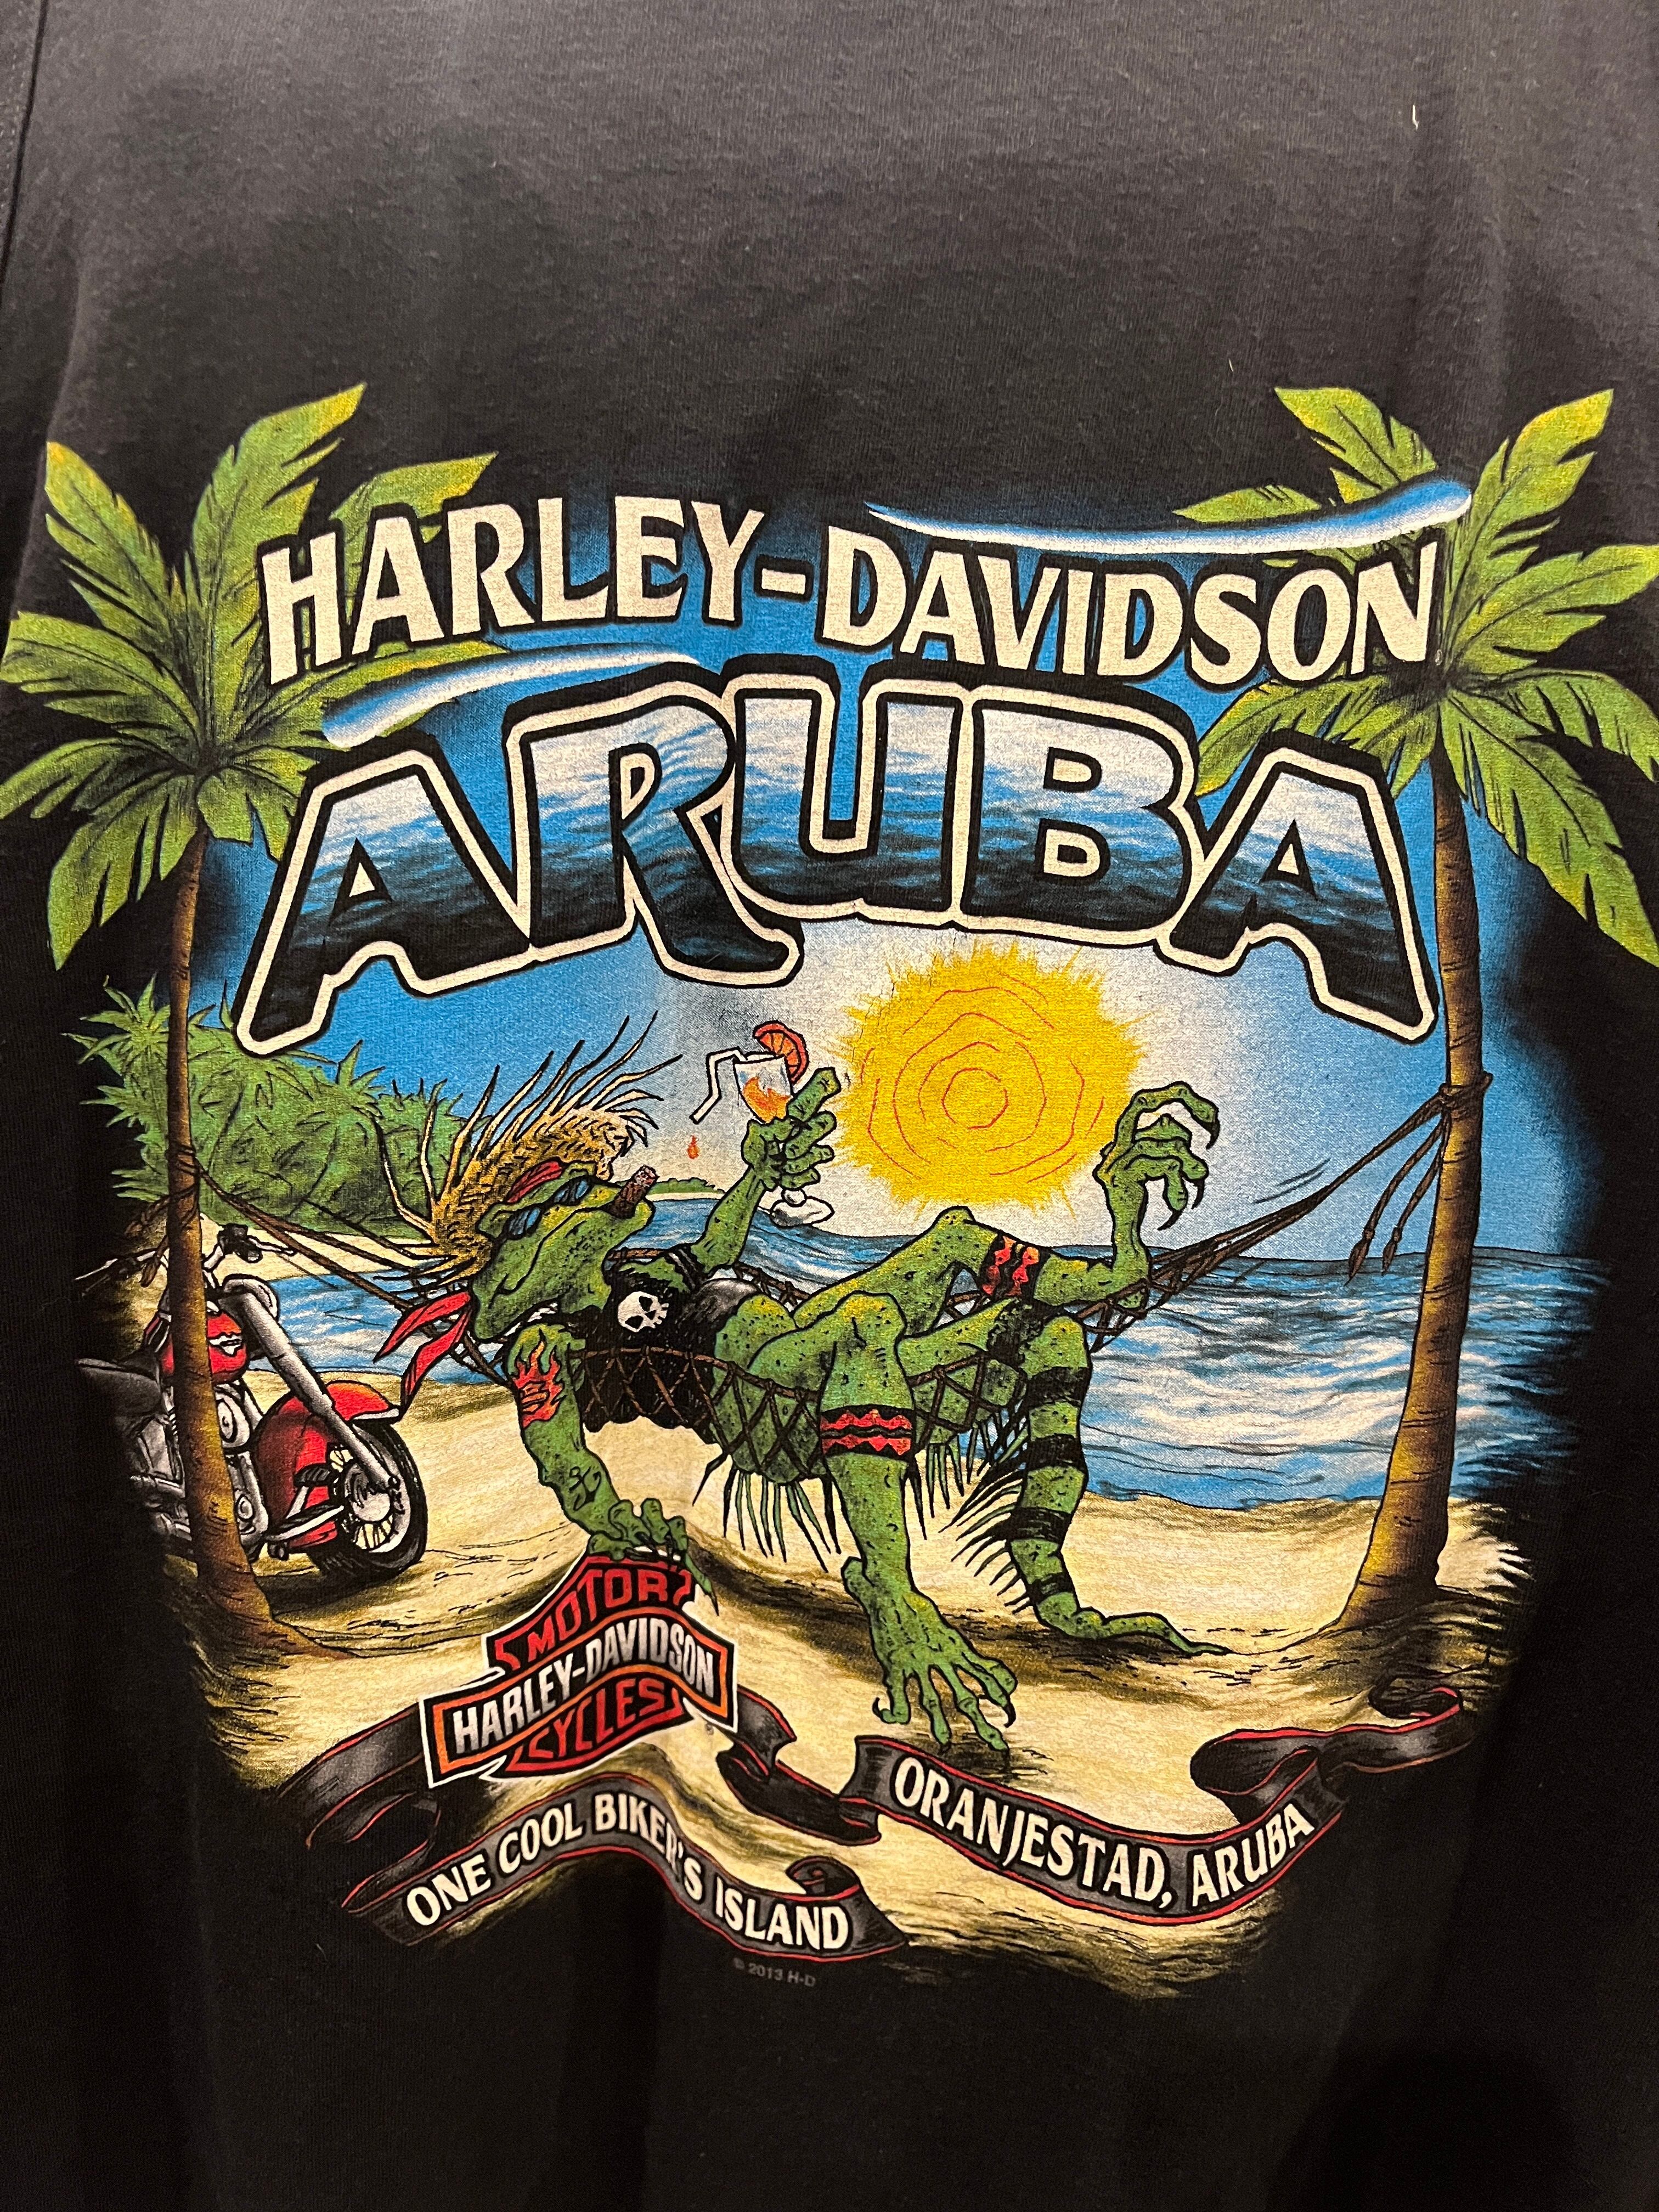 HARLEY-DAVIDSON
ARUBA
MOTOR
HARLEY-DAVIDSON
CYCLES
ONE COOL BIKER'S ISLAND
ORANJESTAD, ARUBA
© 2013 H-D